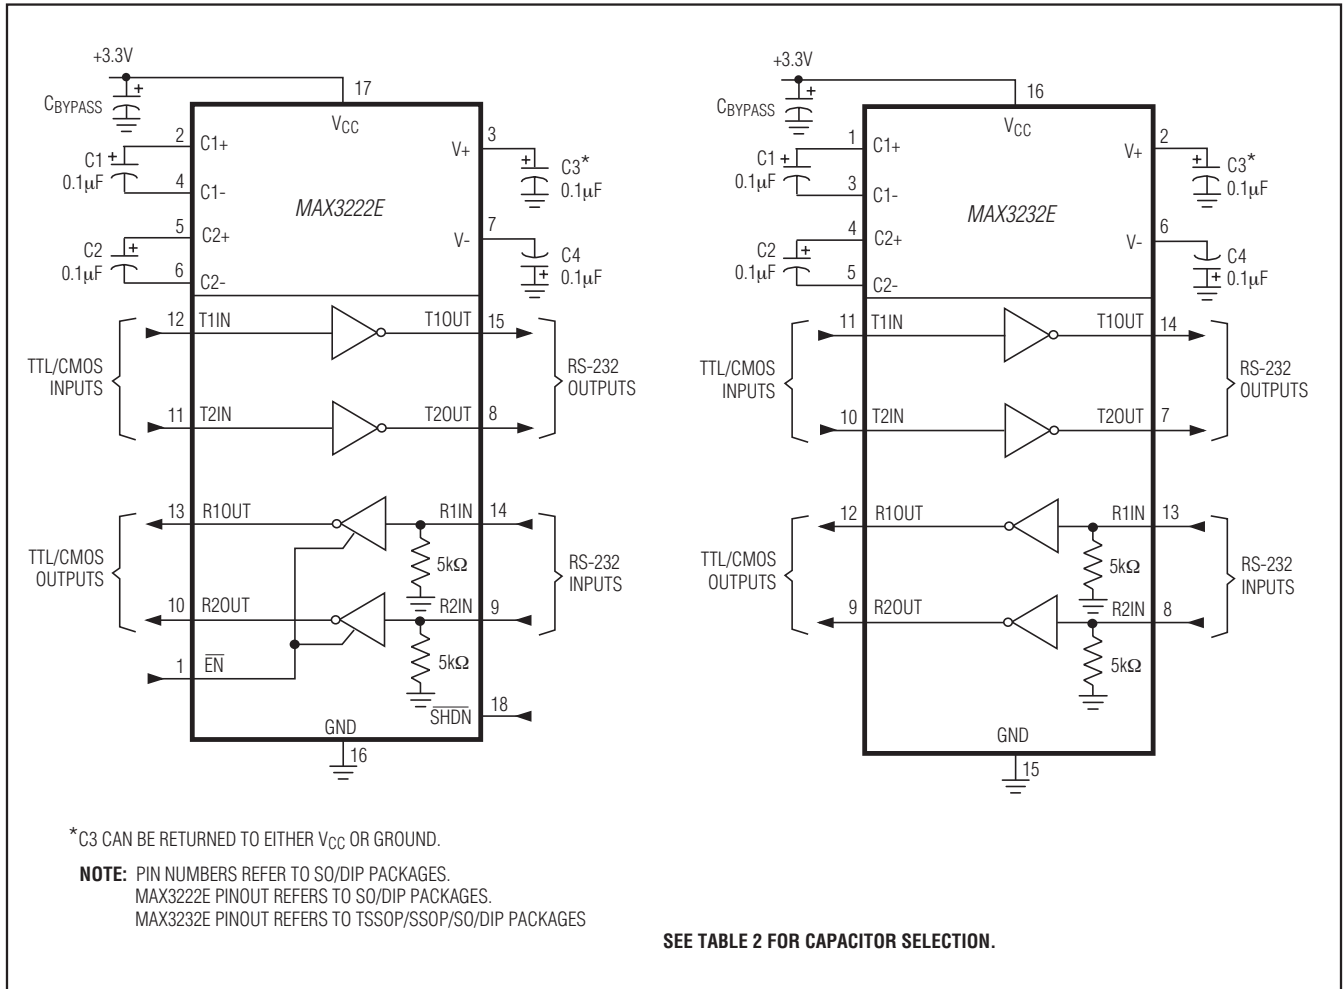 +3.3V
17
CBYPASS
VCC
2
C1+
3
V+
C1
0.1µF
C3*
0.1µF
4
C1-
MAX3222E
5
C2+
7
V-
C2
0.1µF
C4
0.1µF
6
C2-
12
T1IN
T1OUT
15
TTL/CMOS
INPUTS
RS-232
OUTPUTS
11
T2IN
T2OUT
8
13
R1OUT
R1IN
14
TTL/CMOS
OUTPUTS
5kΩ
RS-232
INPUTS
10
R2OUT
R2IN
9
1
EN
5kΩ
SHDN
18
GND
16
+3.3V
16
CBYPASS
VCC
1
C1+
2
V+
C1
0.1µF
C3*
0.1µF
3
C1-
MAX3232E
4
C2+
6
V-
C2
0.1µF
C4
0.1µF
5
C2-
11
T1IN
T1OUT
14
TTL/CMOS
INPUTS
RS-232
OUTPUTS
10
T2IN
T2OUT
7
12
R1OUT
R1IN
13
TTL/CMOS
OUTPUTS
5kΩ
RS-232
INPUTS
9
R2OUT
R2IN
8
5kΩ
GND
15
*C3 CAN BE RETURNED TO EITHER VCC OR GROUND.
NOTE: PIN NUMBERS REFER TO SO/DIP PACKAGES.
MAX3222E PINOUT REFERS TO SO/DIP PACKAGES.
MAX3232E PINOUT REFERS TO TSSOP/SSOP/SO/DIP PACKAGES
SEE TABLE 2 FOR CAPACITOR SELECTION.